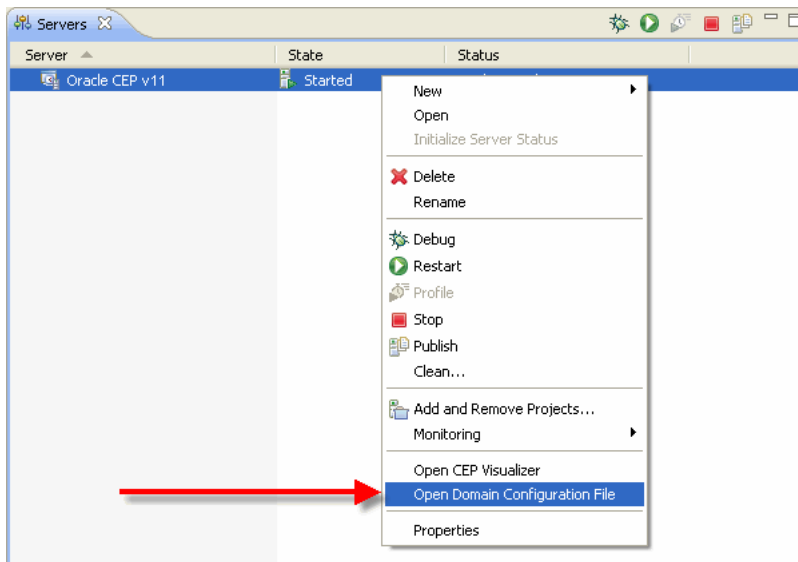 Servers
Server State Status
Oracle CEP v11 Started
New
Open
Initialize Server Status
Delete
Rename
Debug
Restart
Profile
Stop
Publish
Clean...
Add and Remove Projects...
Monitoring
Open CEP Visualizer
Open Domain Configuration File
Properties